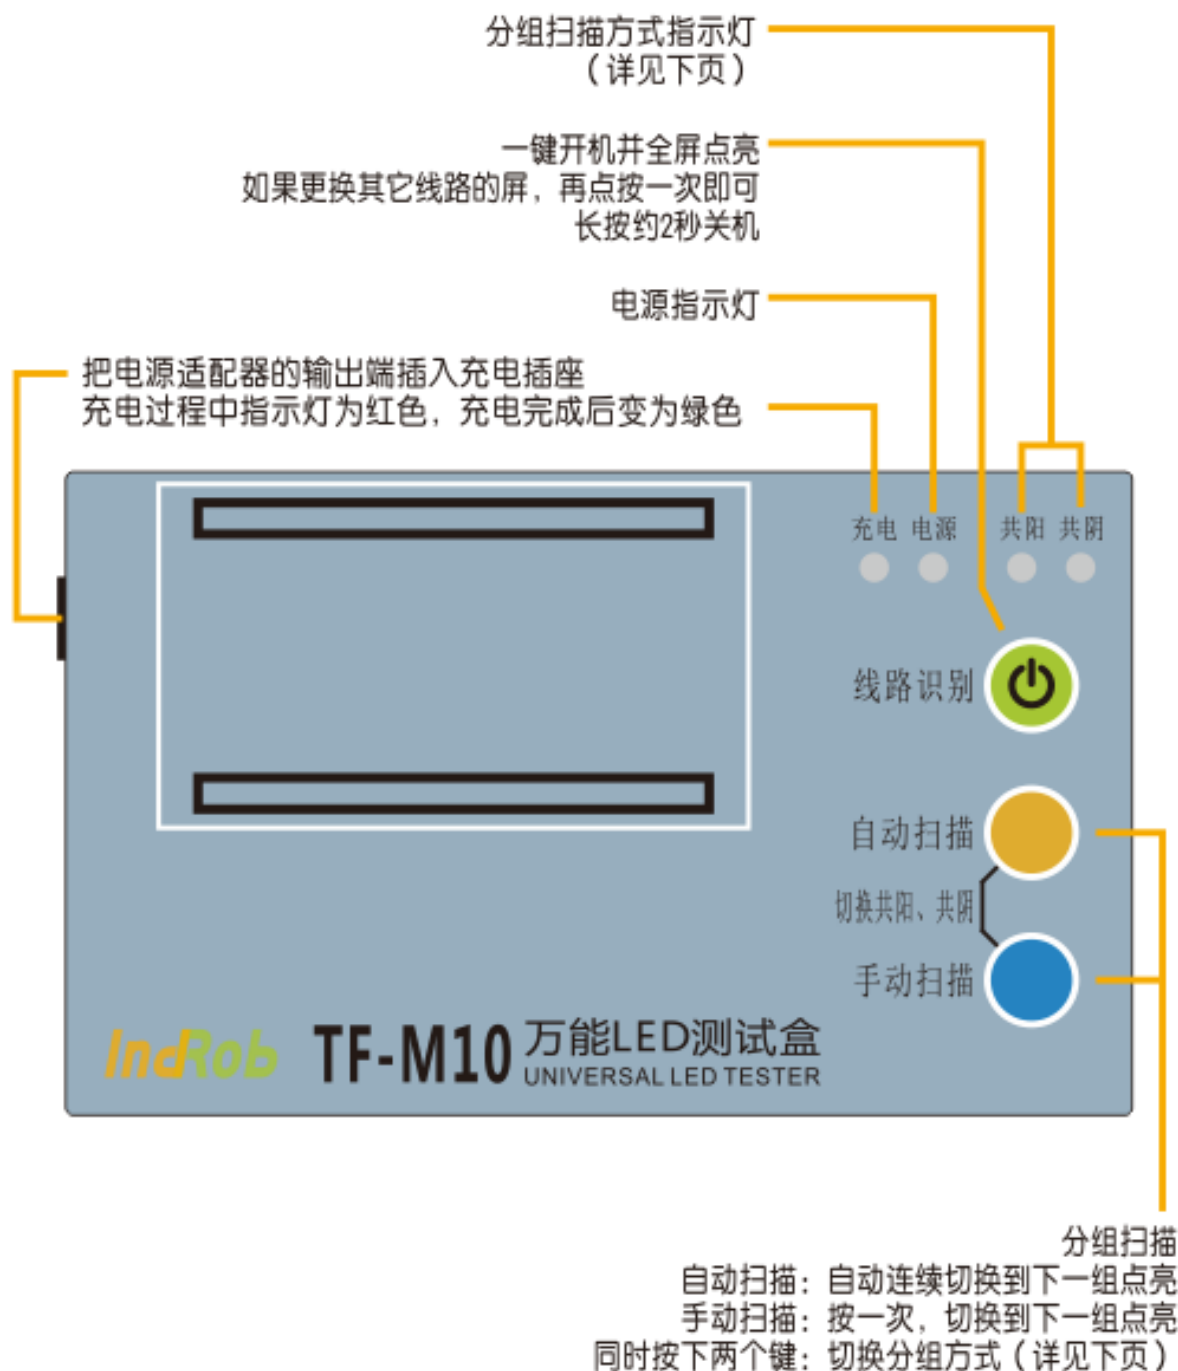 分组扫描方式指示灯
（详见下页）
一键开机并全屏点亮
如果更换其它线路的屏，再点按一次即可
长按约2秒关机
电源指示灯
把电源适配器的输出端插入充电插座
充电过程中指示灯为红色，充电完成后变为绿色
充电 电源 共阳 共阴
线路识别
自动扫描
切换共阳、共阴
手动扫描
IndRob TF-M10 万能LED测试盒
UNIVERSAL LED TESTER
分组扫描
自动扫描：自动连续切换到下一组点亮
手动扫描：按一次，切换到下一组点亮
同时按下两个键：切换分组方式（详见下页）